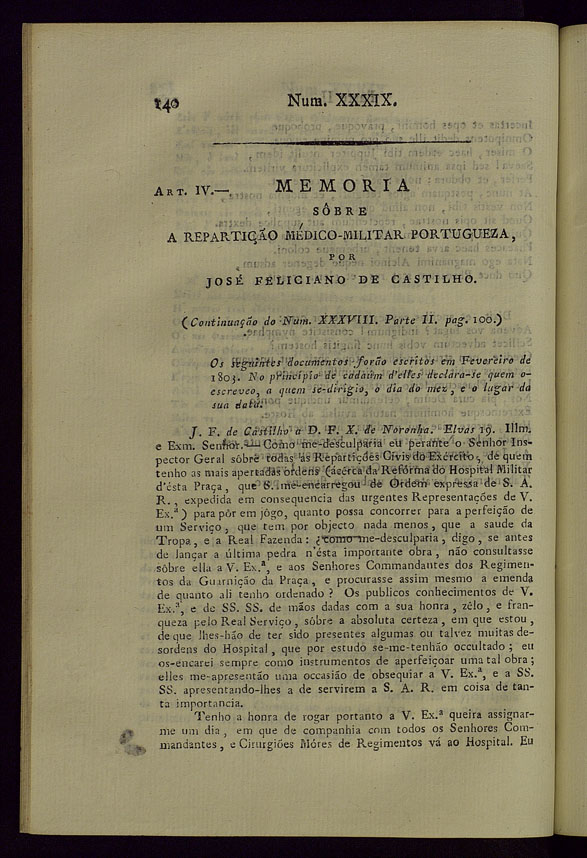 140
Num. XXXIX.
ART. IV.—
MEMORIA
SÔBRE
A REPARTIÇÃO MÉDICO-MILITAR PORTUGUEZA,
POR
JOSÉ FELICIANO DE CASTILHO.
(Continuação do Num. XXXVIII. Parte II. pag. 100.)
Os seguintes documentos forão escritos em Fevereiro de
1803. No princípio de cadaum d'elles declara-se quem o-
escreveo, a quem se-dirigio, o dia do mez, e o lugar da
sua data.
J. F. de Castilho a D. F. X. de Noronha. Elvas 19. Illm.
e Exm. Senhor.— Como me-desculparia eu perante o Senhor Ins-
pector Geral sôbre todas as Repartições Civís do Exército, de quem
tenho as mais apertadas ordens (ácerca da Refórma do Hospital Militar
d'ésta Praça, que S. me-encarregou de Ordem expressa de S. A.
R., expedida em consequencia das urgentes Representações de V.
Ex.ª) para pôr em jôgo, quanto possa concorrer para a perfeição de
um Serviço, que tem por objecto nada menos, que a saude da
Tropa, e a Real Fazenda: ¿como me-desculparia, digo, se antes
de lançar a última pedra n'ésta importante obra, não consultasse
sôbre ella a V. Ex.ª, e aos Senhores Commandantes dos Regimen-
tos da Guarnição da Praça, e procurasse assim mesmo a emenda
de quanto alí tenho ordenado? Os publicos conhecimentos de V.
Ex.ª, e de SS. SS. de mãos dadas com a sua honra, zêlo, e fran-
queza pelo Real Serviço, sôbre a absoluta certeza, em que estou,
de que lhes-hão de ter sido presentes algumas ou talvez muitas de-
sordens do Hospital, que por estudo se-me-tenhão occultado; eu
os-encarei sempre como instrumentos de aperfeiçoar uma tal obra;
elles me-apresentão uma occasião de obsequiar a V. Ex.ª, e a SS.
SS. apresentando-lhes a de servirem a S. A. R. em coisa de tan-
ta importancia.
Tenho a honra de rogar portanto a V. Ex.ª queira assignar-
me um dia, em que de companhia com todos os Senhores Com-
mandantes, e Cirurgiões Móres de Regimentos vá ao Hospital. Eu